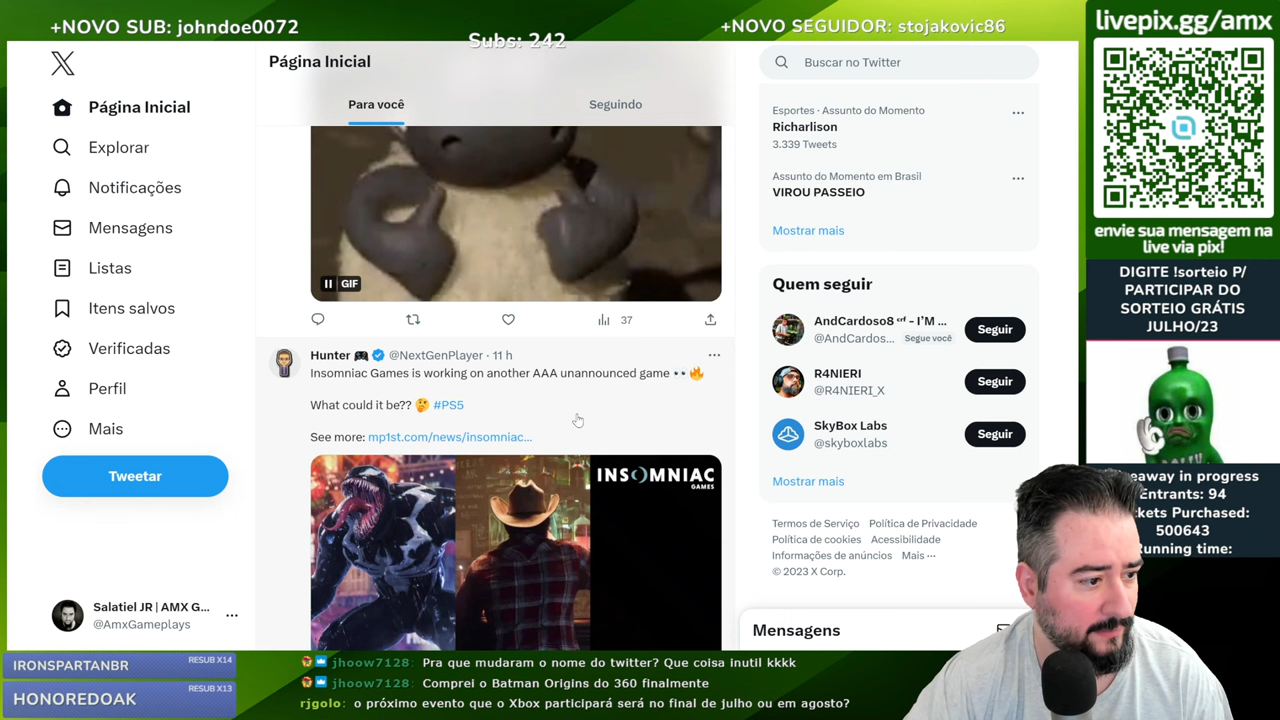 +NOVO SUB: johndoe0072
Subs: 242
+NOVO SEGUIDOR: stojakovic86
livepix.gg/amx
envie sua mensagem na
live via pix!
DIGITE !sorteio P/
PARTICIPAR DO
SORTEIO GRÁTIS
JULHO/23
in progress
Entrants: 94
Purchased:
500643
Running time:
Página Inicial
Explorar
Notificações
Mensagens
Listas
Itens salvos
Verificadas
Perfil
Mais
Tweetar
Salatiel JR | AMX G...
@AmxGameplays
Página Inicial
Para você
Seguindo
GIF
37
Hunter 🎮 @NextGenPlayer · 11 h
Insomniac Games is working on another AAA unannounced game 👀🔥
What could it be?? 🤔 #PS5
See more: mp1st.com/news/insomniac...
INSOMNIAC
GAMES
Buscar no Twitter
Esportes · Assunto do Momento
Richarlison
3.339 Tweets
Assunto do Momento em Brasil
VIROU PASSEIO
Mostrar mais
Quem seguir
AndCardoso8 - I'M ...
@AndCardos... Segue você
Seguir
R4NIERI
@R4NIERI_X
Seguir
SkyBox Labs
@skyboxlabs
Seguir
Mostrar mais
Termos de Serviço Política de Privacidade
Política de cookies Acessibilidade
Informações de anúncios Mais ···
© 2023 X Corp.
Mensagens
IRONSPARTANBR RESUB X14
HONOREDOAK RESUB X13
jhoow7128: Pra que mudaram o nome do twitter? Que coisa inutil kkkk
jhoow7128: Comprei o Batman Origins do 360 finalmente
rjgolo: o próximo evento que o Xbox participará será no final de julho ou em agosto?